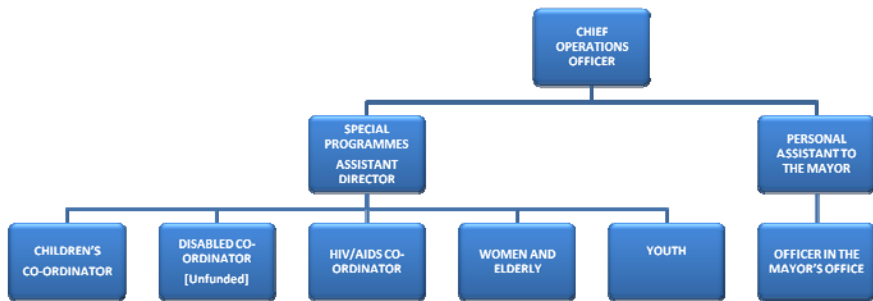 CHIEF
OPERATIONS
OFFICER
SPECIAL
PROGRAMMES
ASSISTANT
DIRECTOR
PERSONAL
ASSISTANT TO
THE MAYOR
CHILDREN'S
CO-ORDINATOR
DISABLED CO-
ORDINATOR
[Unfunded]
HIV/AIDS CO-
ORDINATOR
WOMEN AND
ELDERLY
YOUTH
OFFICER IN THE
MAYOR'S OFFICE